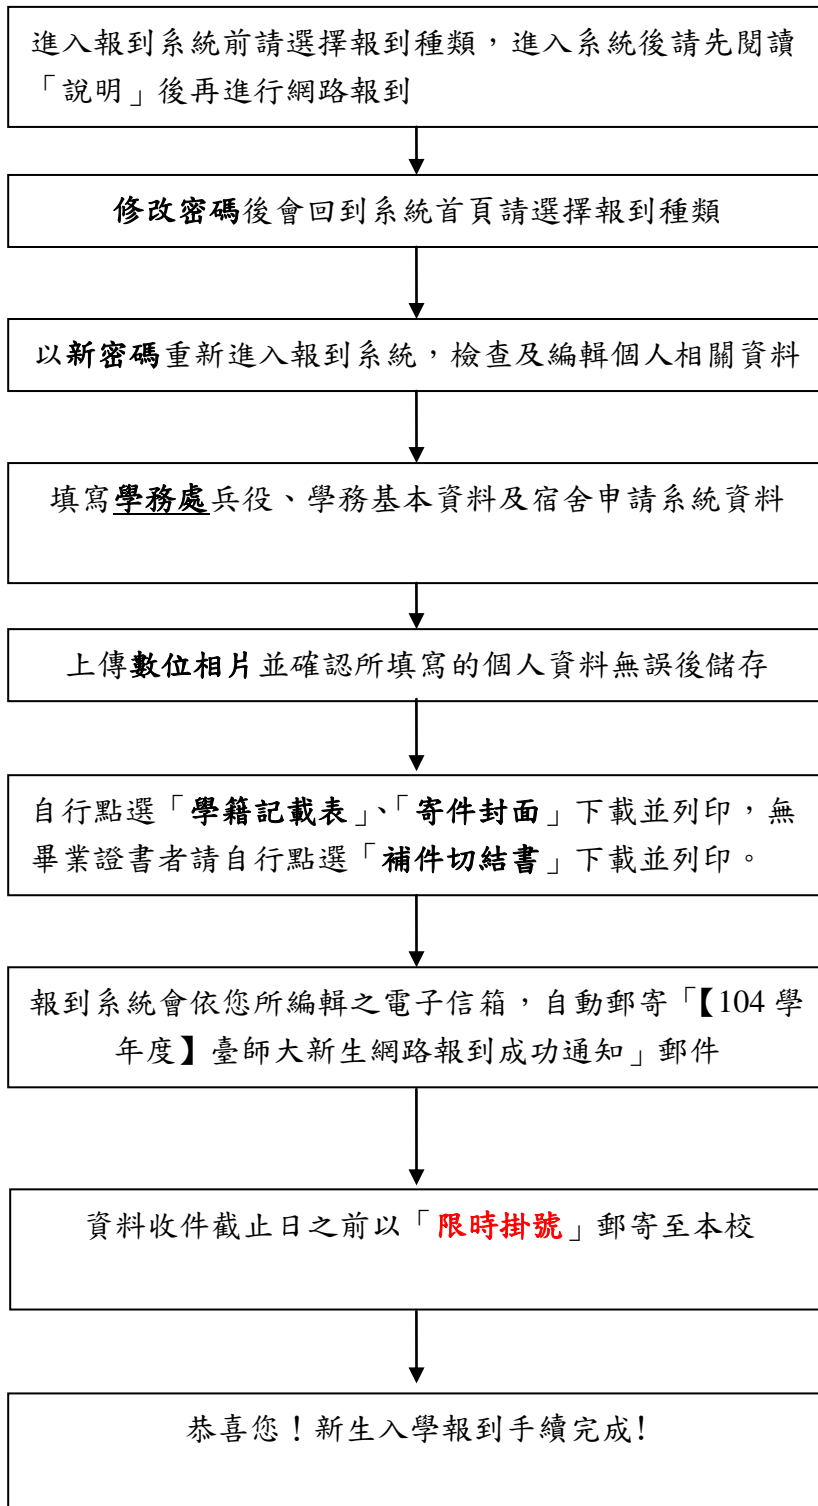 進入報到系統前請選擇報到種類，進入系統後請先閱讀
「說明」後再進行網路報到
修改密碼後會回到系統首頁請選擇報到種類
以新密碼重新進入報到系統，檢查及編輯個人相關資料
填寫學務處兵役、學務基本資料及宿舍申請系統資料
上傳數位相片並確認所填寫的個人資料無誤後儲存
自行點選「學籍記載表」、「寄件封面」下載並列印，無
畢業證書者請自行點選「補件切結書」下載並列印。
報到系統會依您所編輯之電子信箱，自動郵寄「【104 學
年度】臺師大新生網路報到成功通知」郵件
資料收件截止日之前以「限時掛號」郵寄至本校
恭喜您！新生入學報到手續完成!